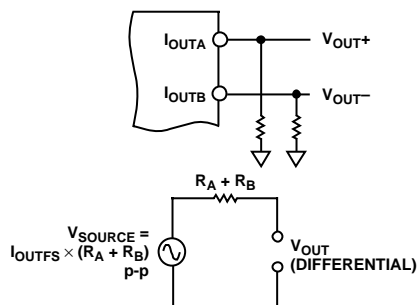 IOUTA
VOUT+
IOUTB
VOUT–
RA + RB
VSOURCE =
IOUTFS × (RA + RB)
p-p
VOUT
(DIFFERENTIAL)